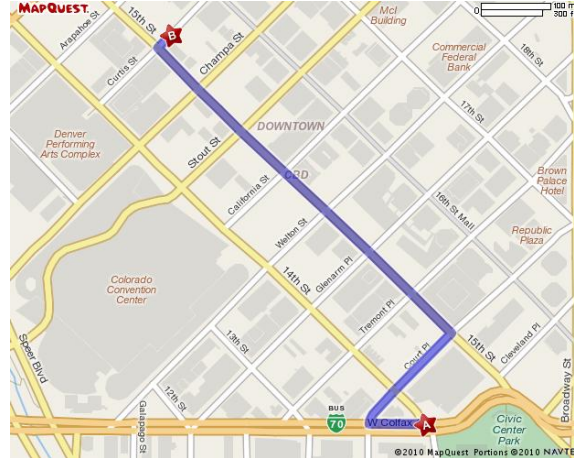 MAPQUEST
100 m
300 ft
15th St
B
McI
Building
Arapahoe St
Curtis St
Champa St
Commercial
Federal
Bank
18th St
17th St
DOWNTOWN
Denver
Performing
Arts Complex
Stout St
CBD
Brown
Palace
Hotel
California St
16th St Mall
Welton St
Republic
Plaza
Glenarm Pl
Colorado
Convention
Center
14th St
Tremont Pl
13th St
Court Pl
15th St
Cleveland Pl
Speer Blvd
12th St
Broadway St
Galapago St
BUS
70
W Colfax
A
Civic
Center
Park
©2010 MapQuest Portions ©2010 NAVTE